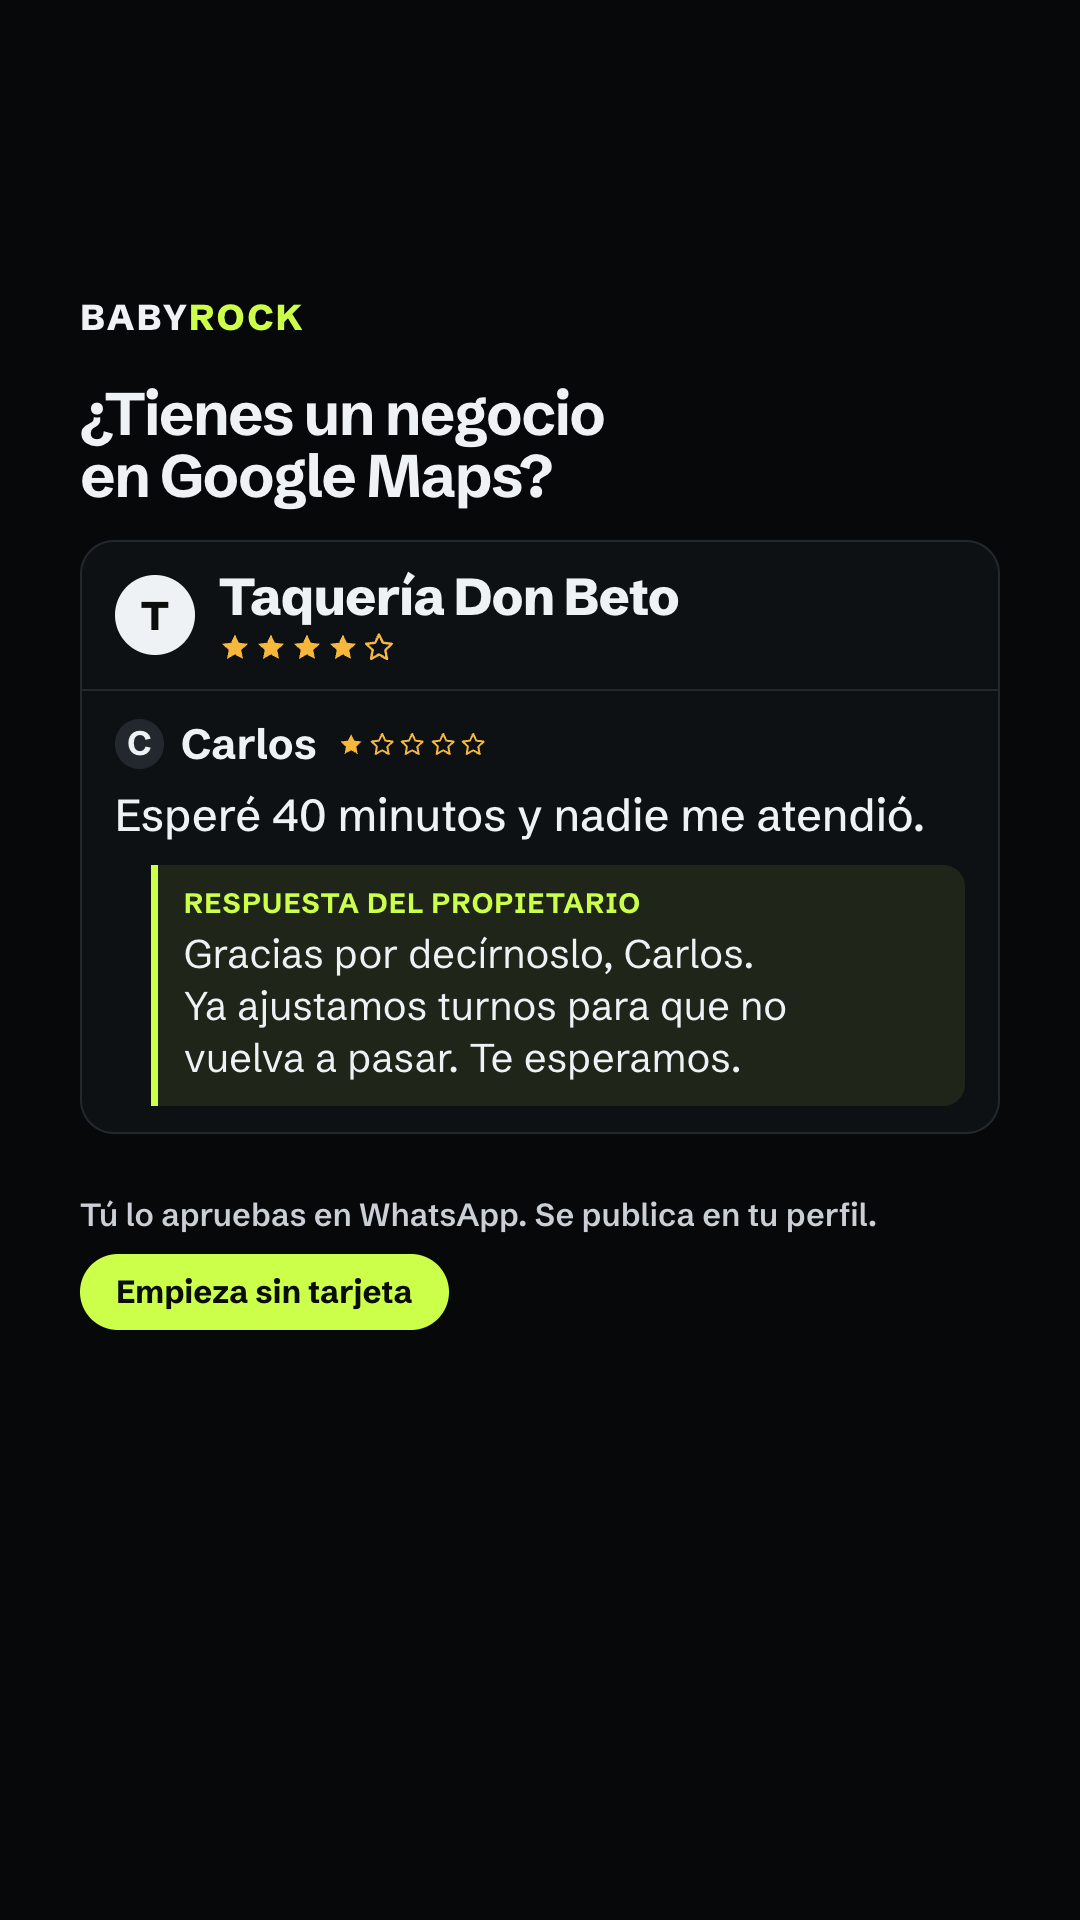 BABYROCK
¿Tienes un negocio
en Google Maps?
T
Taquería Don Beto
C
Carlos
Esperé 40 minutos y nadie me atendió.
RESPUESTA DEL PROPIETARIO
Gracias por decírnoslo, Carlos.
Ya ajustamos turnos para que no
vuelva a pasar. Te esperamos.
Tú lo apruebas en WhatsApp. Se publica en tu perfil.
Empieza sin tarjeta